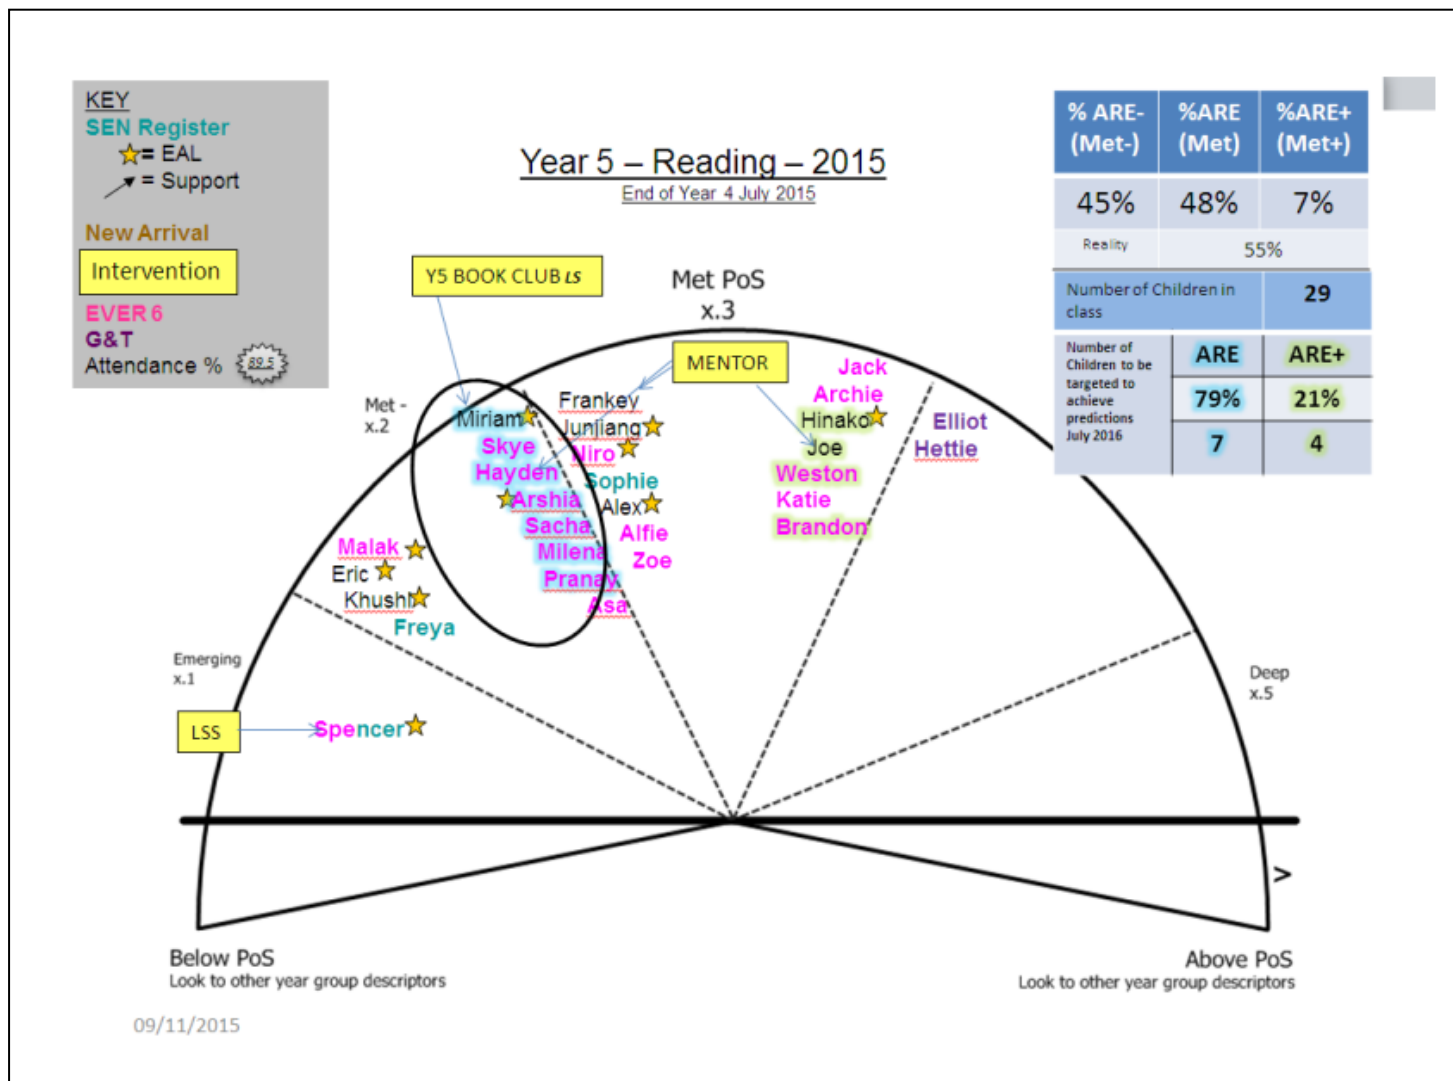 KEY
SEN Register
= EAL
= Support
New Arrival
Intervention
EVER 6
G&T
Attendance % 89.5
Year 5 – Reading – 2015
End of Year 4 July 2015
% ARE- (Met-) %ARE (Met) %ARE+ (Met+)
45% 48% 7%
Reality 55%
Number of Children in class 29
Number of Children to be targeted to achieve predictions July 2016
ARE ARE+
79% 21%
7 4
Y5 BOOK CLUB LS
Met PoS
x.3
MENTOR
Met -
x.2
Miriam
Skye
Hayden
Arshia
Sacha
Milena
Pranay
Asa
Frankey
Junjiang
Niro
Sophie
Alex
Alfie
Zoe
Jack
Archie
Hinako
Joe
Weston
Katie
Brandon
Elliot
Hettie
Malak
Eric
Khushi
Freya
Emerging
x.1
LSS
Spencer
Deep
x.5
>
Below PoS
Look to other year group descriptors
Above PoS
Look to other year group descriptors
09/11/2015